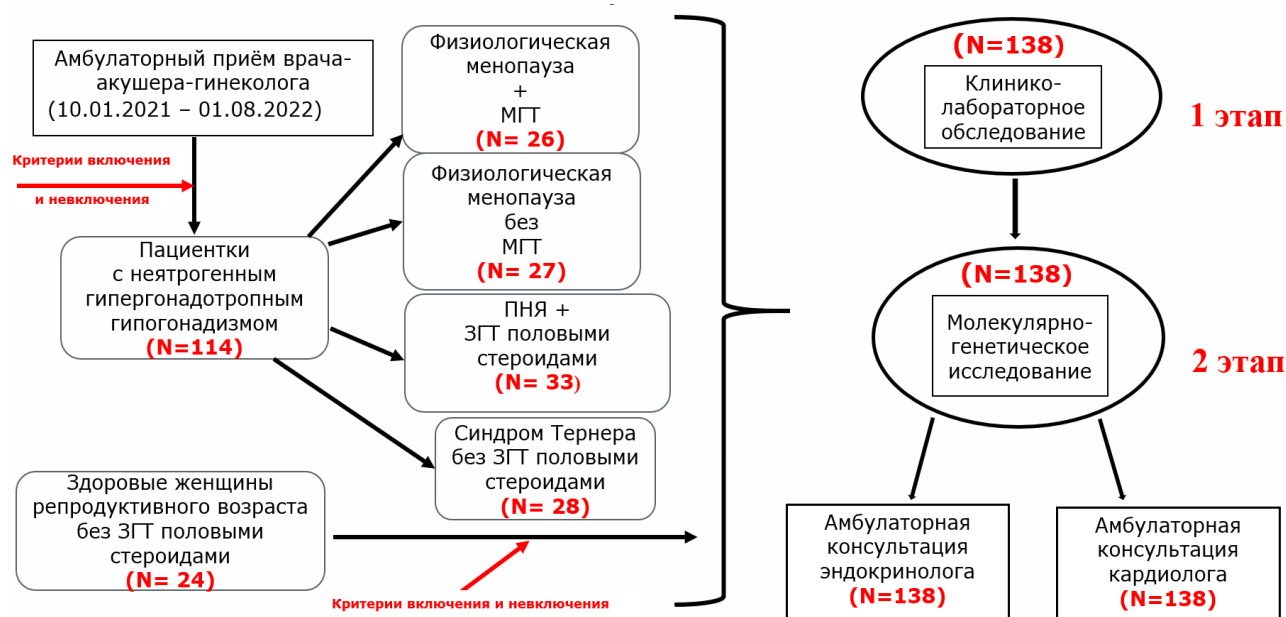 Амбулаторный приём врача-
акушера-гинеколога
(10.01.2021 – 01.08.2022)
Критерии включения
и невключения
Пациентки
с неятрогенным
гипергонадотропным
гипогонадизмом
(N=114)
Здоровые женщины
репродуктивного возраста
без ЗГТ половыми
стероидами
(N= 24)
Физиологическая
менопауза
+
МГТ
(N= 26)
Физиологическая
менопауза
без
МГТ
(N= 27)
ПНЯ +
ЗГТ половыми
стероидами
(N= 33)
Синдром Тернера
без ЗГТ половыми
стероидами
(N= 28)
Критерии включения и невключения
(N=138)
Клинико-
лабораторное
обследование
1 этап
(N=138)
Молекулярно-
генетическое
исследование
2 этап
Амбулаторная
консультация
эндокринолога
(N=138)
Амбулаторная
консультация
кардиолога
(N=138)